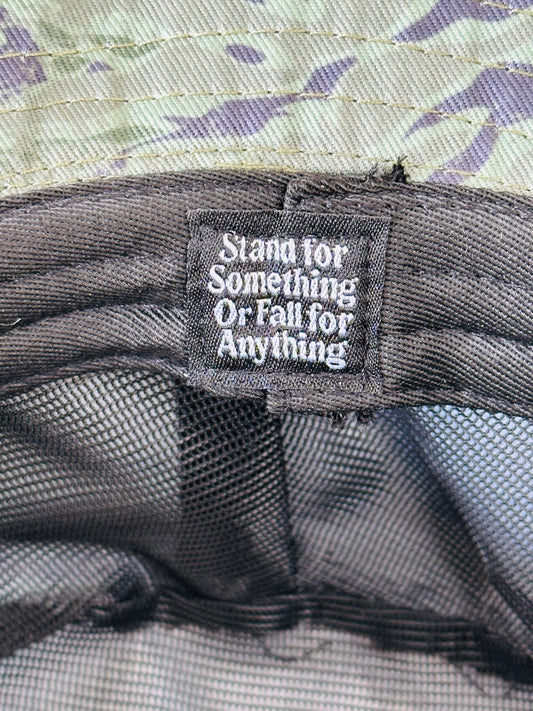 Stand for
Something
Or Fall for
Anything